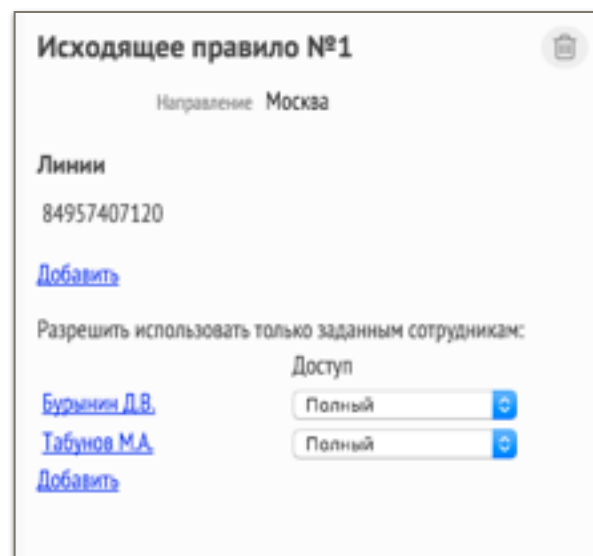 Исходящее правило №1
Направление Москва
Линии
84957407120
Добавить
Разрешить использовать только заданным сотрудникам:
Доступ
Бурынин Д.В. Полный
Табунов М.А. Полный
Добавить